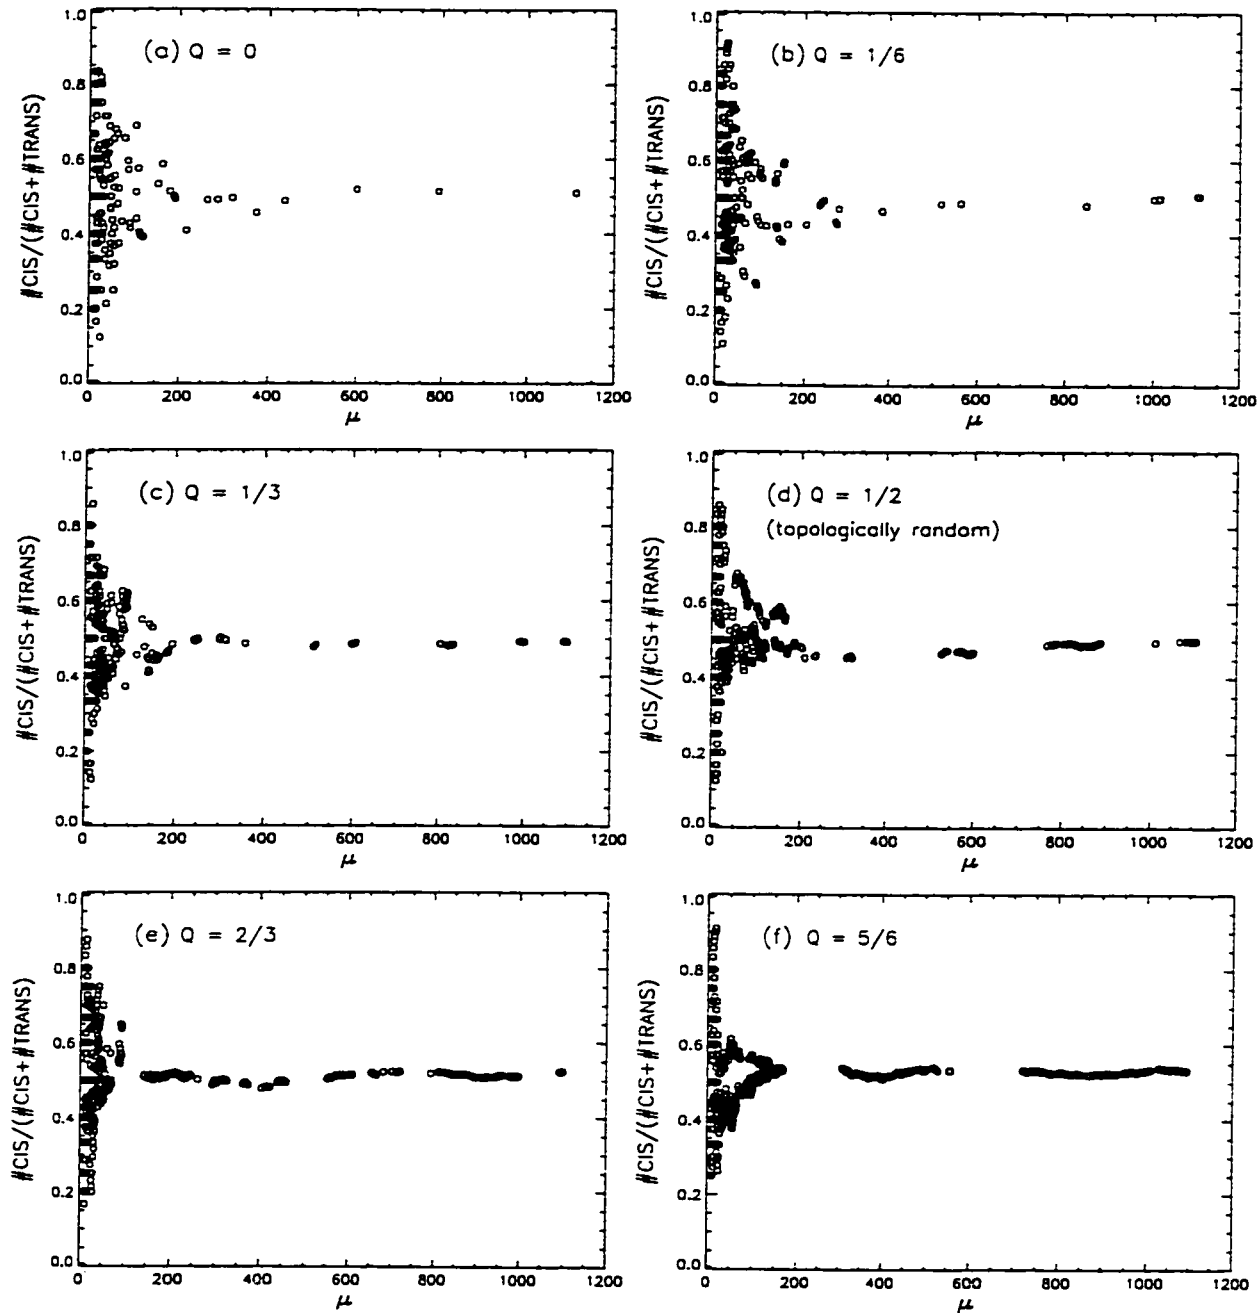 (a) Q = 0
#CIS/(#CIS+#TRANS)
1.0
0.8
0.6
0.4
0.2
0.0
0 200 400 600 800 1000 1200
μ
(b) Q = 1/6
#CIS/(#CIS+#TRANS)
1.0
0.8
0.6
0.4
0.2
0.0
0 200 400 600 800 1000 1200
μ
(c) Q = 1/3
#CIS/(#CIS+#TRANS)
1.0
0.8
0.6
0.4
0.2
0.0
0 200 400 600 800 1000 1200
μ
(d) Q = 1/2
(topologically random)
#CIS/(#CIS+#TRANS)
1.0
0.8
0.6
0.4
0.2
0.0
0 200 400 600 800 1000 1200
μ
(e) Q = 2/3
#CIS/(#CIS+#TRANS)
1.0
0.8
0.6
0.4
0.2
0.0
0 200 400 600 800 1000 1200
μ
(f) Q = 5/6
#CIS/(#CIS+#TRANS)
1.0
0.8
0.6
0.4
0.2
0.0
0 200 400 600 800 1000 1200
μ